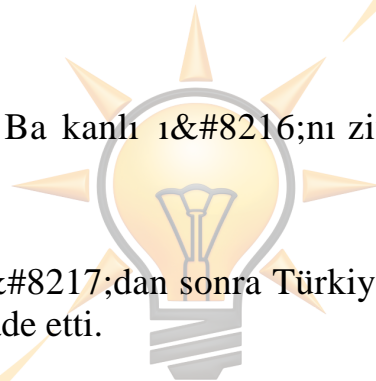 Ba kanlı ı&#8216;nı zi
&#8217;dan sonra Türkiy
de etti.